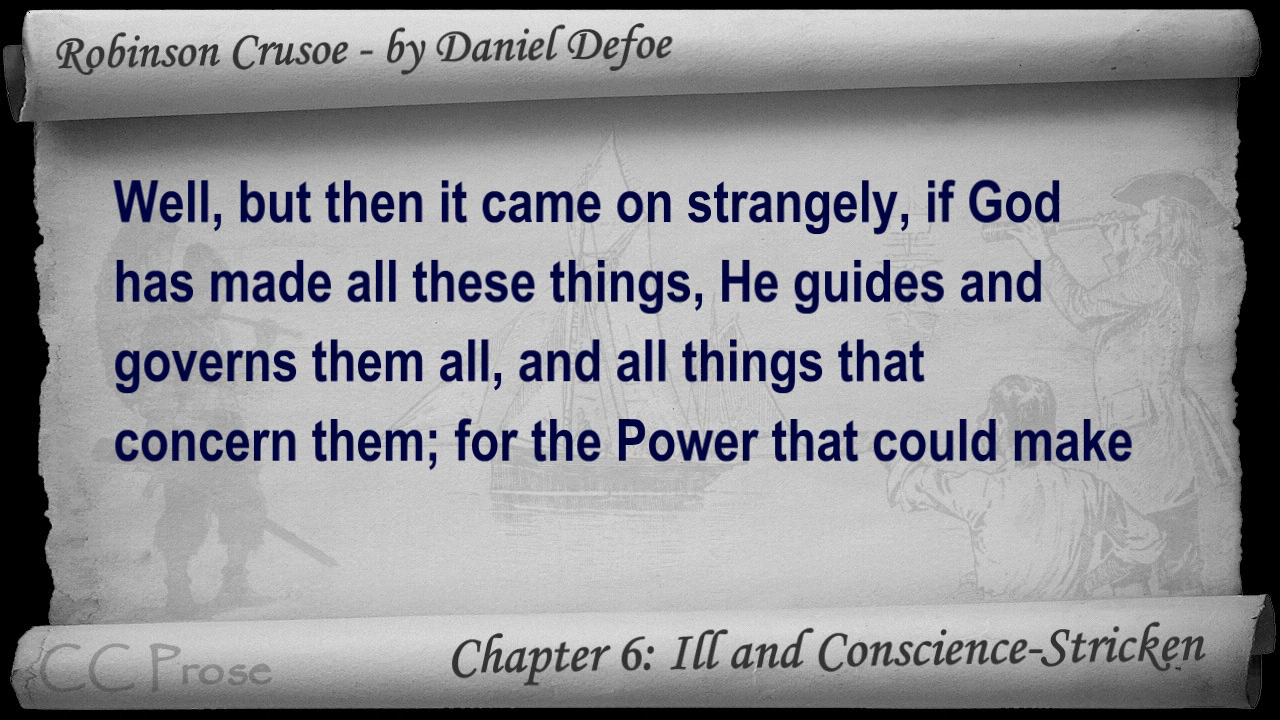 Robinson Crusoe - by Daniel Defoe
Well, but then it came on strangely, if God
has made all these things, He guides and
governs them all, and all things that
concern them; for the Power that could make
CC Prose
Chapter 6: Ill and Conscience-Stricken